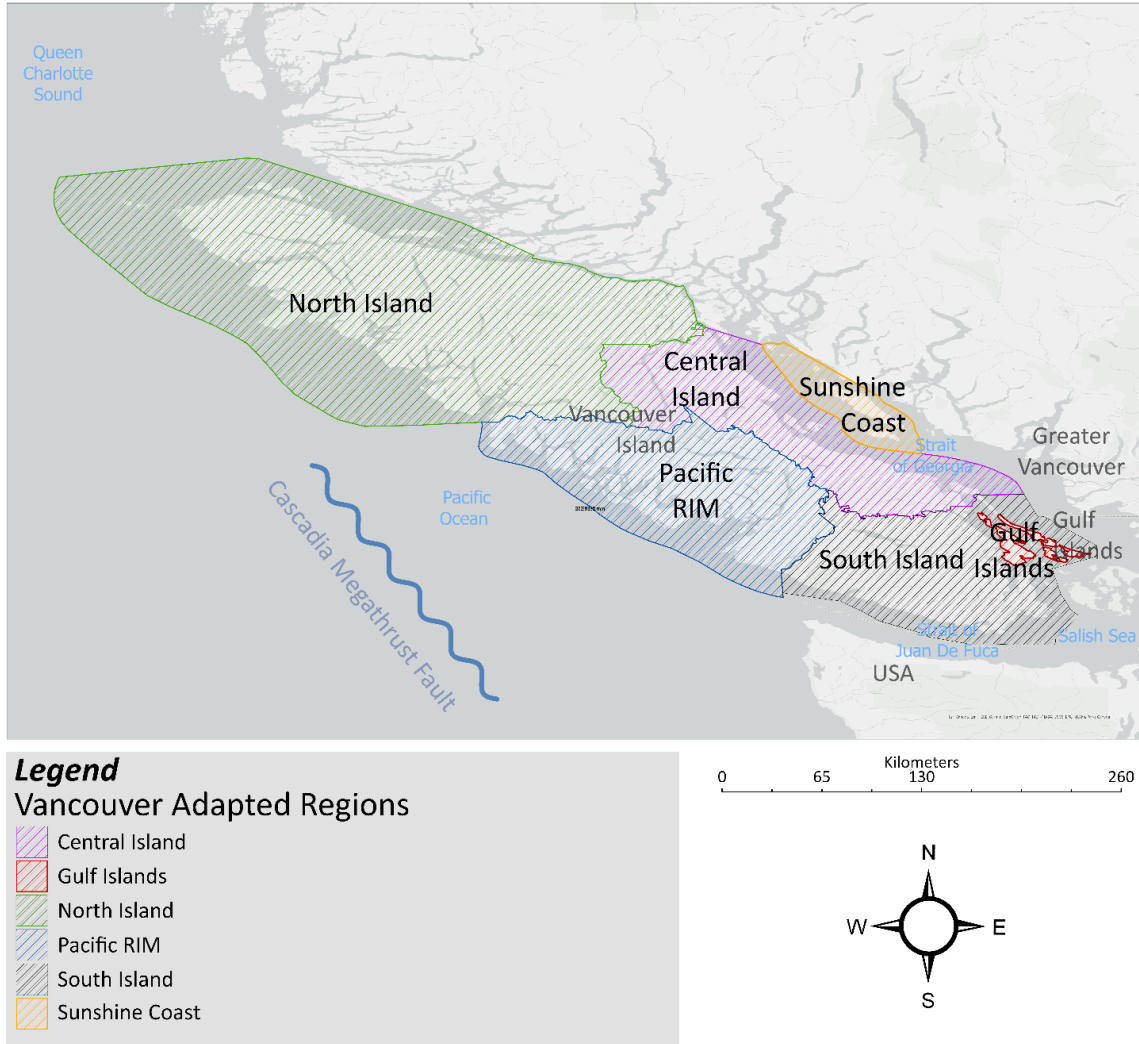 Queen
Charlotte
Sound
North Island
Central
Island
Sunshine
Coast
Vancouver
Island
Strait
of Georgia
Greater
Vancouver
Pacific
RIM
Pacific
Ocean
Cascadia Megathrust Fault
Gulf
Islands
Gulf
Islands
South Island
Strait of
Juan De Fuca
Salish Sea
USA
Legend
Vancouver Adapted Regions
Central Island
Gulf Islands
North Island
Pacific RIM
South Island
Sunshine Coast
Kilometers
0 65 130 260
N
W E
S